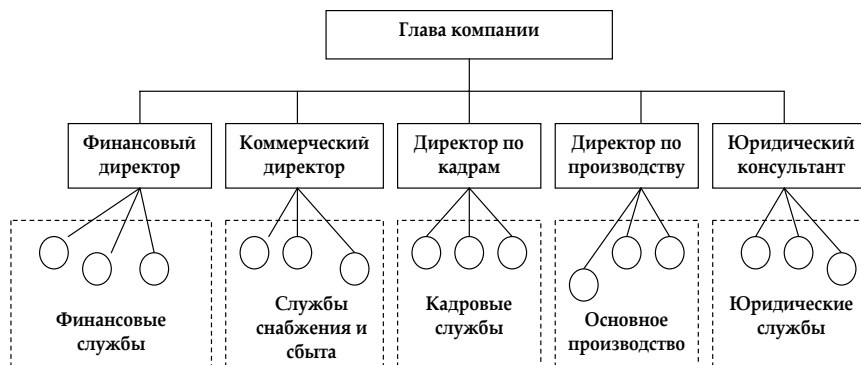 Глава компании
Финансовый
директор
Коммерческий
директор
Директор по
кадрам
Директор по
производству
Юридический
консультант
Финансовые
службы
Службы
снабжения и
сбыта
Кадровые
службы
Основное
производство
Юридические
службы